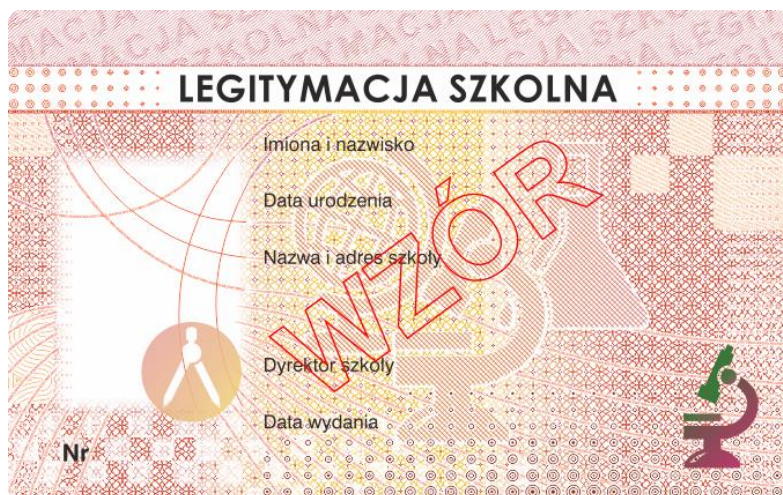 LEGITYMACJA SZKOLNA
Imiona i nazwisko
Data urodzenia
Nazwa i adres szkoły
WZÓR
Dyrektor szkoły
Data wydania
Nr